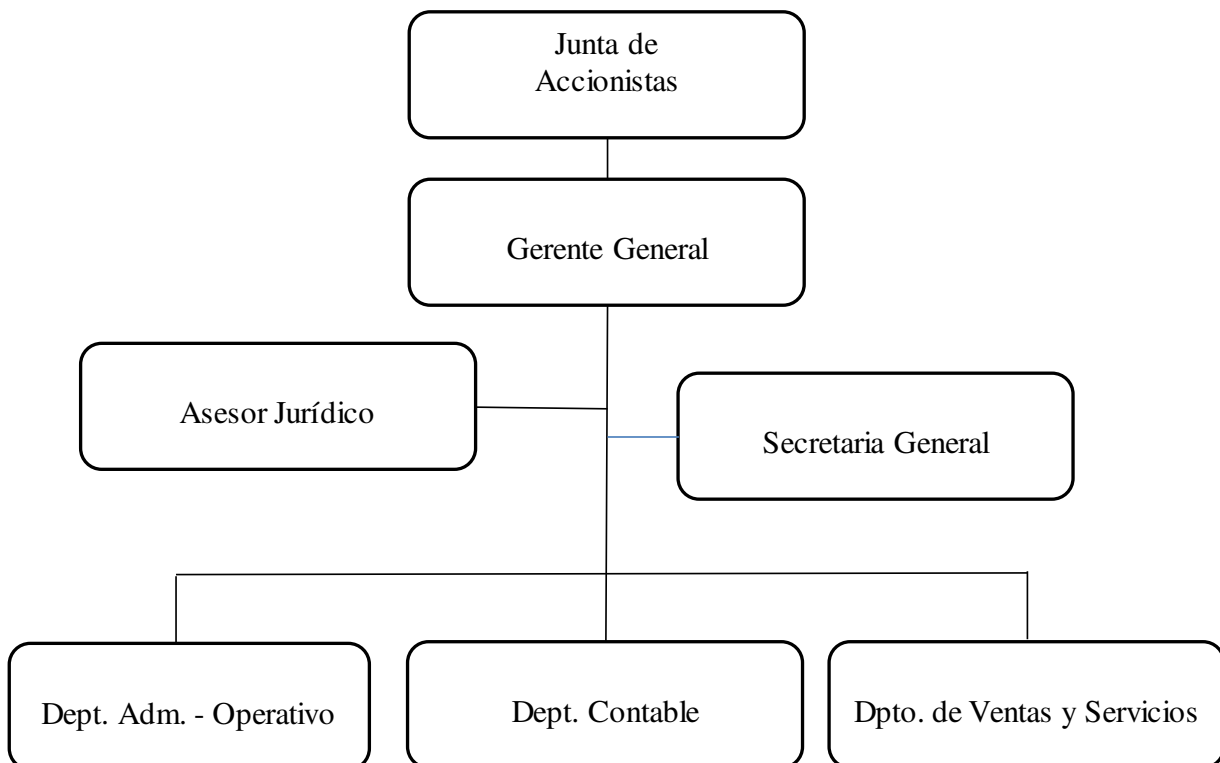 Junta de
Accionistas
Gerente General
Asesor Jurídico
Secretaria General
Dept. Adm. - Operativo
Dept. Contable
Dpto. de Ventas y Servicios